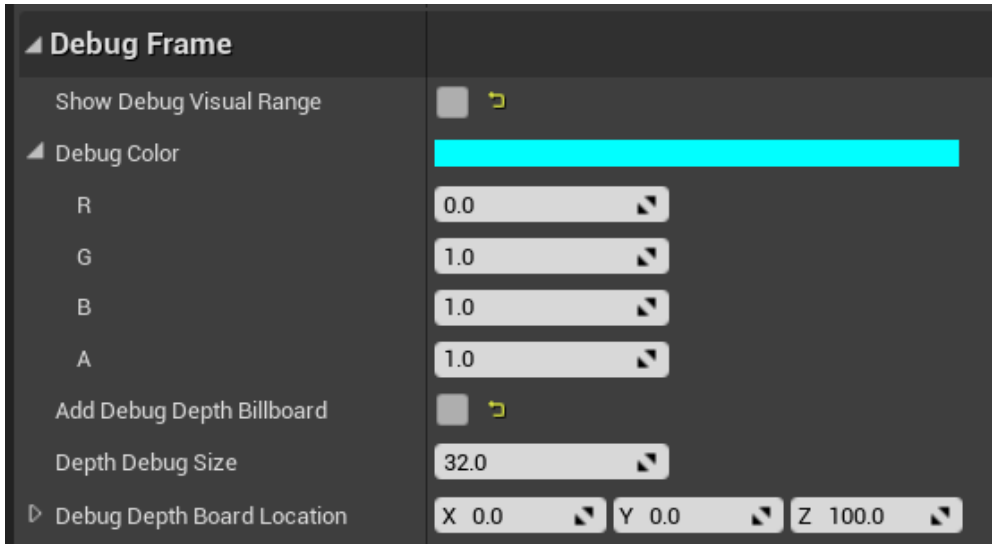 Debug Frame
Show Debug Visual Range
Debug Color
R 0.0
G 1.0
B 1.0
A 1.0
Add Debug Depth Billboard
Depth Debug Size 32.0
Debug Depth Board Location X 0.0 Y 0.0 Z 100.0